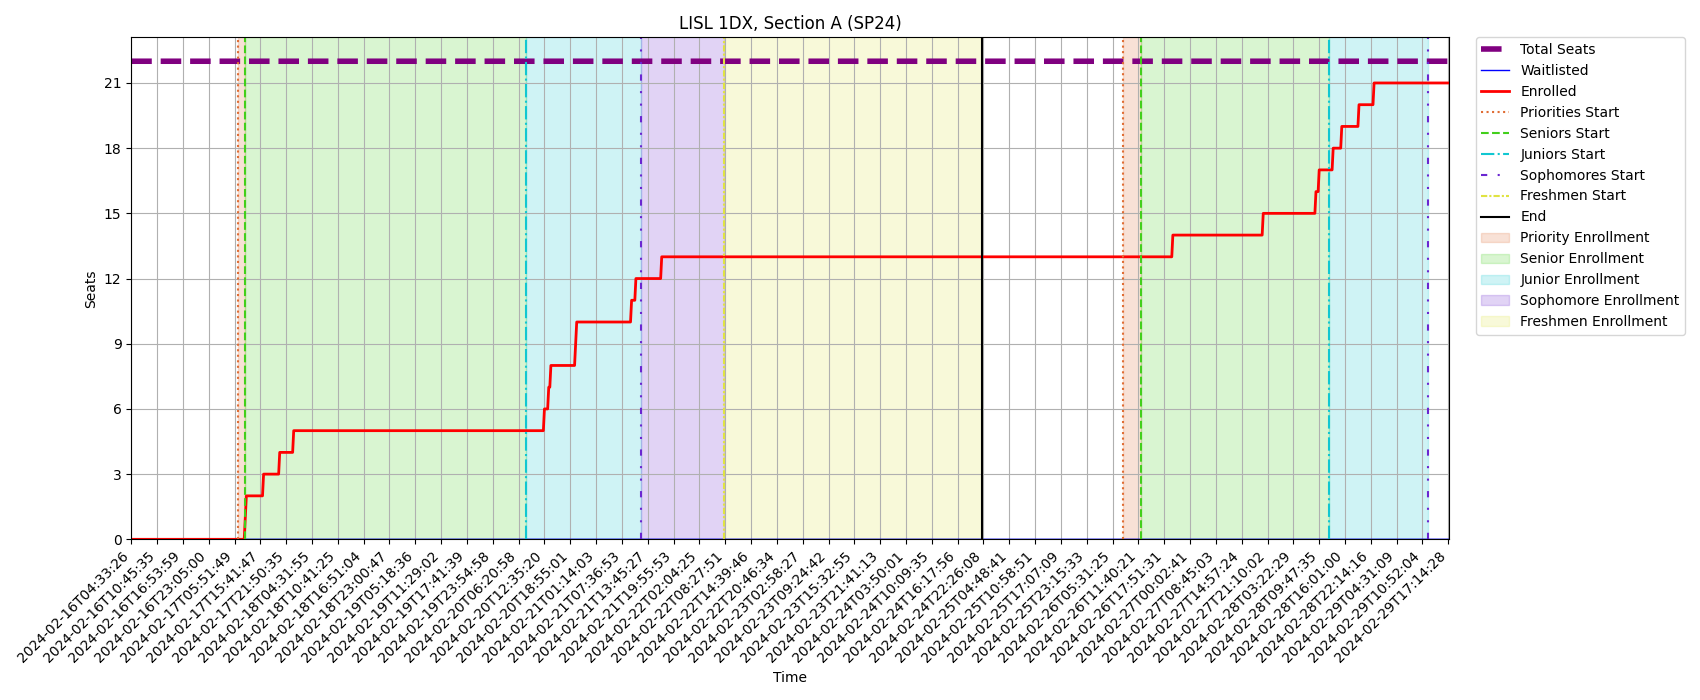 LISL 1DX, Section A (SP24)
Total Seats
Waitlisted
Enrolled
Priorities Start
Seniors Start
Juniors Start
Sophomores Start
Freshmen Start
End
Priority Enrollment
Senior Enrollment
Junior Enrollment
Sophomore Enrollment
Freshmen Enrollment
Seats
21
18
15
12
9
6
3
0
2024-02-16T04:33:26
2024-02-16T10:45:35
2024-02-16T16:53:59
2024-02-16T23:05:00
2024-02-17T05:51:49
2024-02-17T15:41:47
2024-02-17T21:50:35
2024-02-18T04:31:55
2024-02-18T10:41:25
2024-02-18T16:51:04
2024-02-18T23:00:47
2024-02-19T05:18:36
2024-02-19T11:29:02
2024-02-19T17:41:39
2024-02-19T23:54:58
2024-02-20T06:20:58
2024-02-20T12:35:20
2024-02-20T18:55:01
2024-02-21T01:14:03
2024-02-21T07:36:53
2024-02-21T13:45:27
2024-02-21T19:55:53
2024-02-22T02:04:25
2024-02-22T08:27:51
2024-02-22T14:39:46
2024-02-22T20:46:34
2024-02-23T02:58:27
2024-02-23T09:24:42
2024-02-23T15:32:55
2024-02-23T21:41:13
2024-02-24T03:50:01
2024-02-24T10:09:35
2024-02-24T16:17:56
2024-02-24T22:26:08
2024-02-25T04:48:41
2024-02-25T10:58:51
2024-02-25T17:07:09
2024-02-25T23:15:33
2024-02-26T05:31:25
2024-02-26T11:40:21
2024-02-26T17:51:31
2024-02-27T00:02:41
2024-02-27T08:45:03
2024-02-27T14:57:24
2024-02-27T21:10:02
2024-02-28T03:22:29
2024-02-28T09:47:35
2024-02-28T16:01:00
2024-02-28T22:14:16
2024-02-29T04:31:09
2024-02-29T10:52:04
2024-02-29T17:14:28
Time